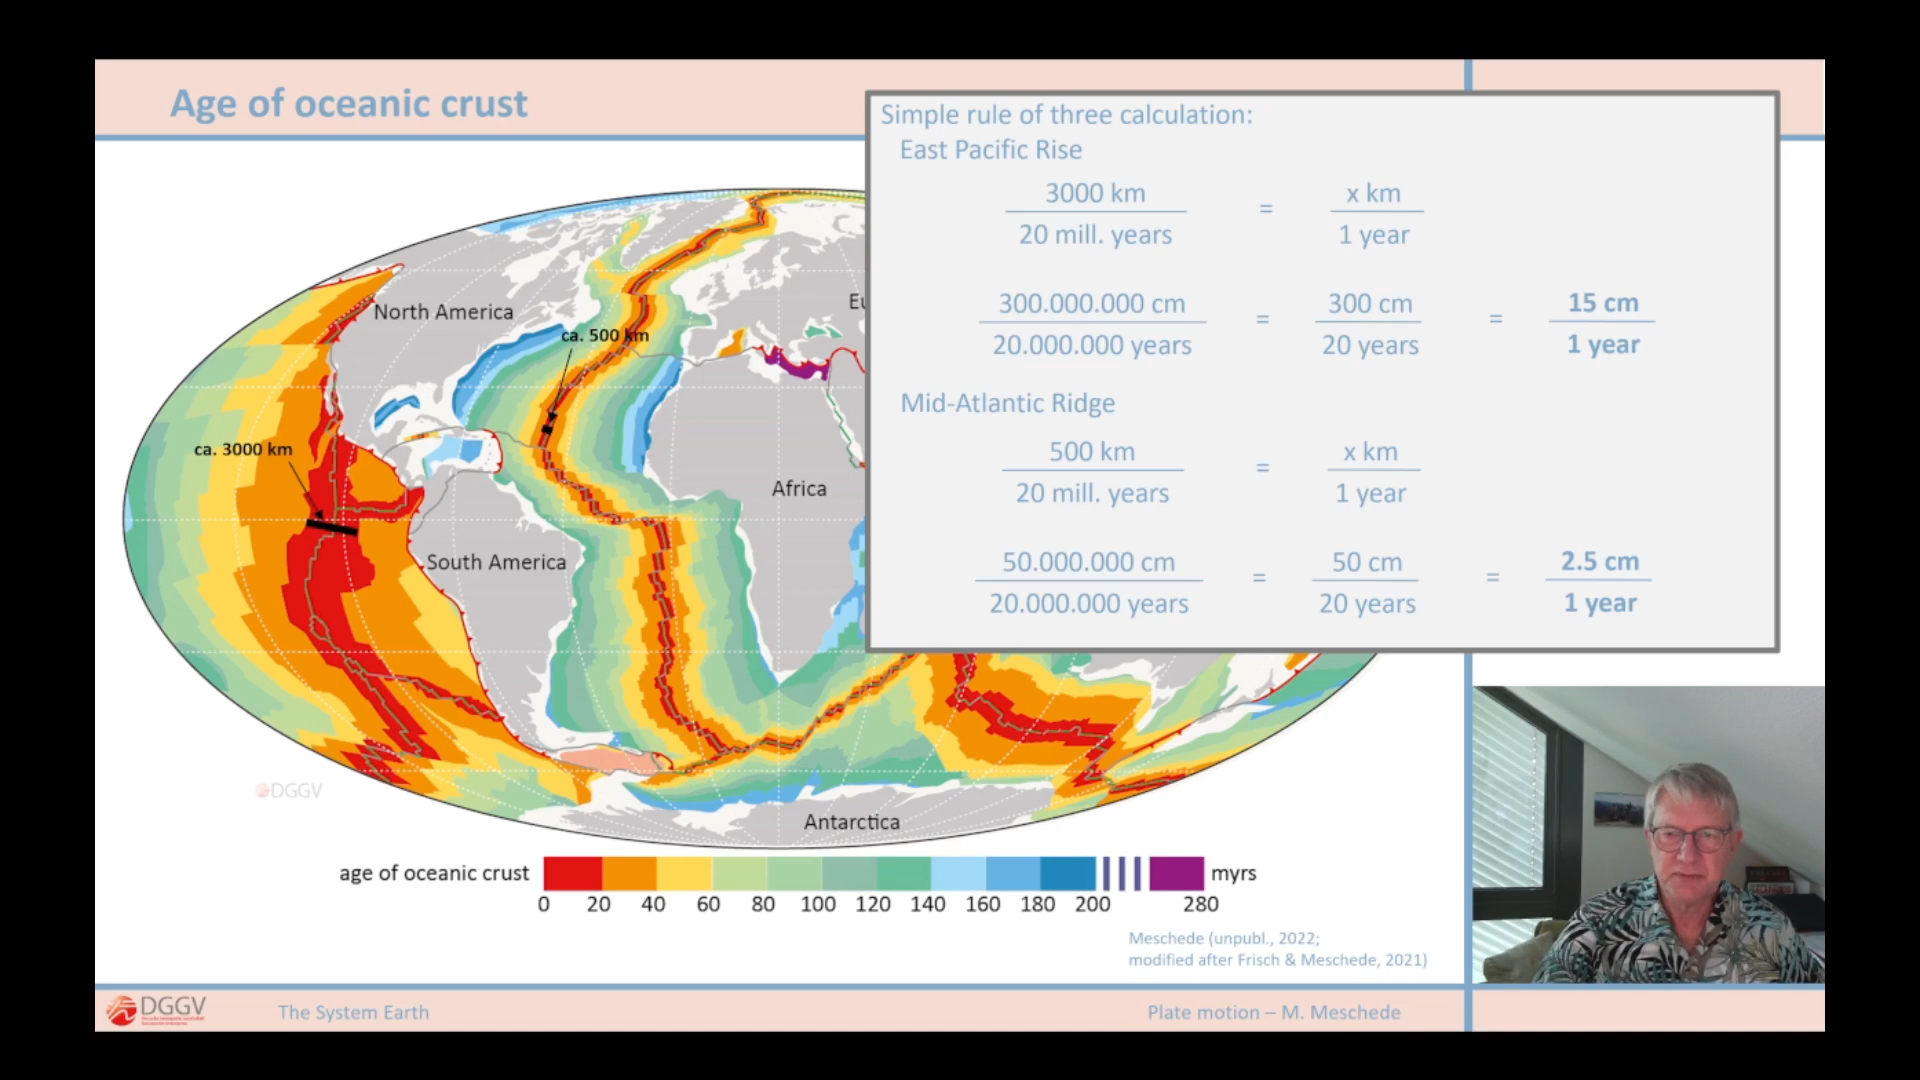 Age of oceanic crust
Simple rule of three calculation:
East Pacific Rise
3000 km
20 mill. years
=
x km
1 year
300.000.000 cm
20.000.000 years
=
300 cm
20 years
=
15 cm
1 year
Mid-Atlantic Ridge
500 km
20 mill. years
=
x km
1 year
50.000.000 cm
20.000.000 years
=
50 cm
20 years
=
2.5 cm
1 year
North America
Eu
ca. 500 km
ca. 3000 km
Africa
South America
DGGV
Antarctica
age of oceanic crust
myrs
0 20 40 60 80 100 120 140 160 180 200 280
Meschede (unpubl., 2022;
modified after Frisch & Meschede, 2021)
DGGV
The System Earth
Plate motion – M. Meschede